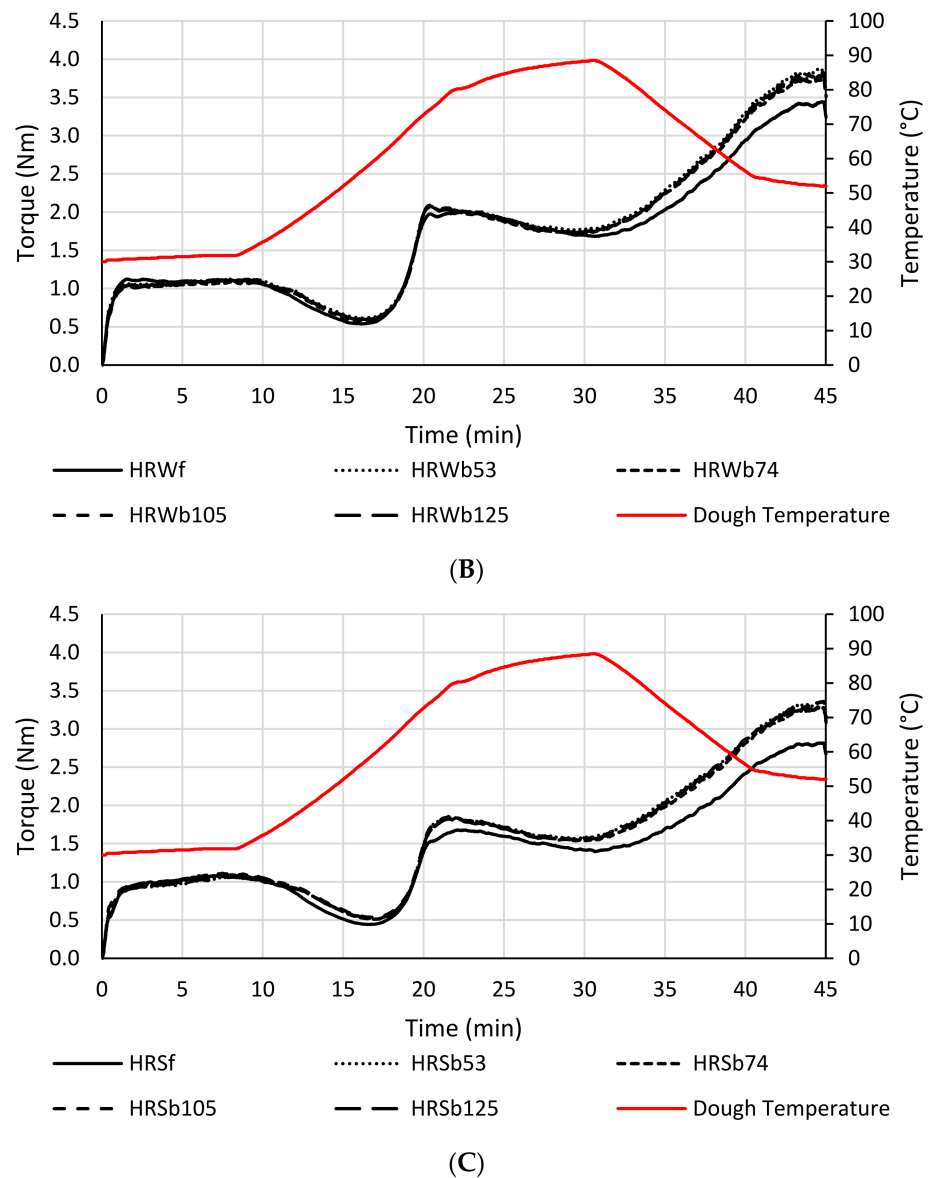 4.5 100
4.0 90
80
3.5
70
3.0
60
2.5
50
2.0
40
1.5
30
1.0
20
0.5 10
0.0 0
Torque (Nm)
Temperature (°C)
0 5 10 15 20 25 30 35 40 45
Time (min)
HRWf HRWb53 HRWb74
HRWb105 HRWb125 Dough Temperature
(B)
4.5 100
4.0 90
80
3.5
70
3.0
60
2.5
50
2.0
40
1.5
30
1.0
20
0.5 10
0.0 0
Torque (Nm)
Temperature (°C)
0 5 10 15 20 25 30 35 40 45
Time (min)
HRSf HRSb53 HRSb74
HRSb105 HRSb125 Dough Temperature
(C)